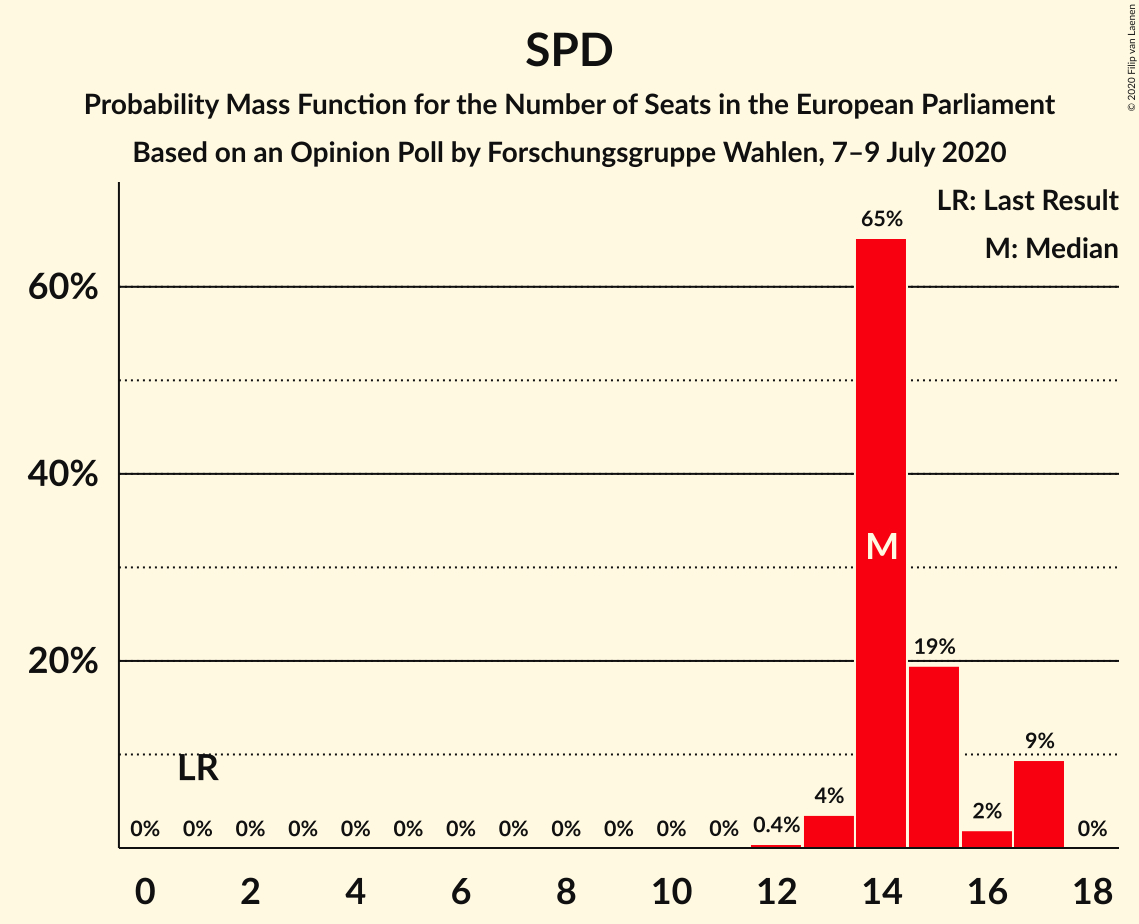 SPD
Probability Mass Function for the Number of Seats in the European Parliament
Based on an Opinion Poll by Forschungsgruppe Wahlen, 7–9 July 2020
© 2020 Filip van Laenen
LR: Last Result
M: Median
65%
60%
40%
M
19%
20%
9%
LR
4%
2%
0% 0% 0% 0% 0% 0% 0% 0% 0% 0% 0% 0% 0.4% 0%
0 2 4 6 8 10 12 14 16 18